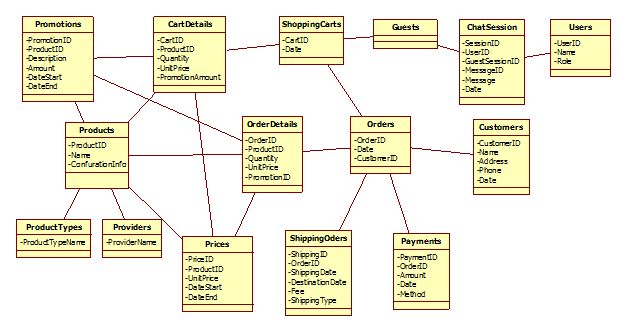 Promotions
-PromotionID
-ProductID
-Description
-Amount
-DateStart
-DateEnd
CartDetails
-CartID
-ProductID
-Quantity
-UnitPrice
-PromotionAmount
ShoppingCarts
-CartID
-Date
Guests
ChatSession
-SessionID
-UserID
-GuestSessionID
-MessageID
-Message
-Date
Users
-UserID
-Name
-Role
Products
-ProductID
-Name
-ConfurationInfo
OrderDetails
-OrderID
-ProductID
-Quantity
-UnitPrice
-PromotionID
Orders
-OrderID
-Date
-CustomerID
Customers
-CustomerID
-Name
-Address
-Phone
-Date
ProductTypes
-ProductTypeName
Providers
-ProviderName
Prices
-PriceID
-ProductID
-UnitPrice
-DateStart
-DateEnd
ShippingOders
-ShippingID
-OrderID
-ShippingDate
-DestinationDate
-Fee
-ShippingType
Payments
-PaymentID
-OrderID
-Amount
-Date
-Method